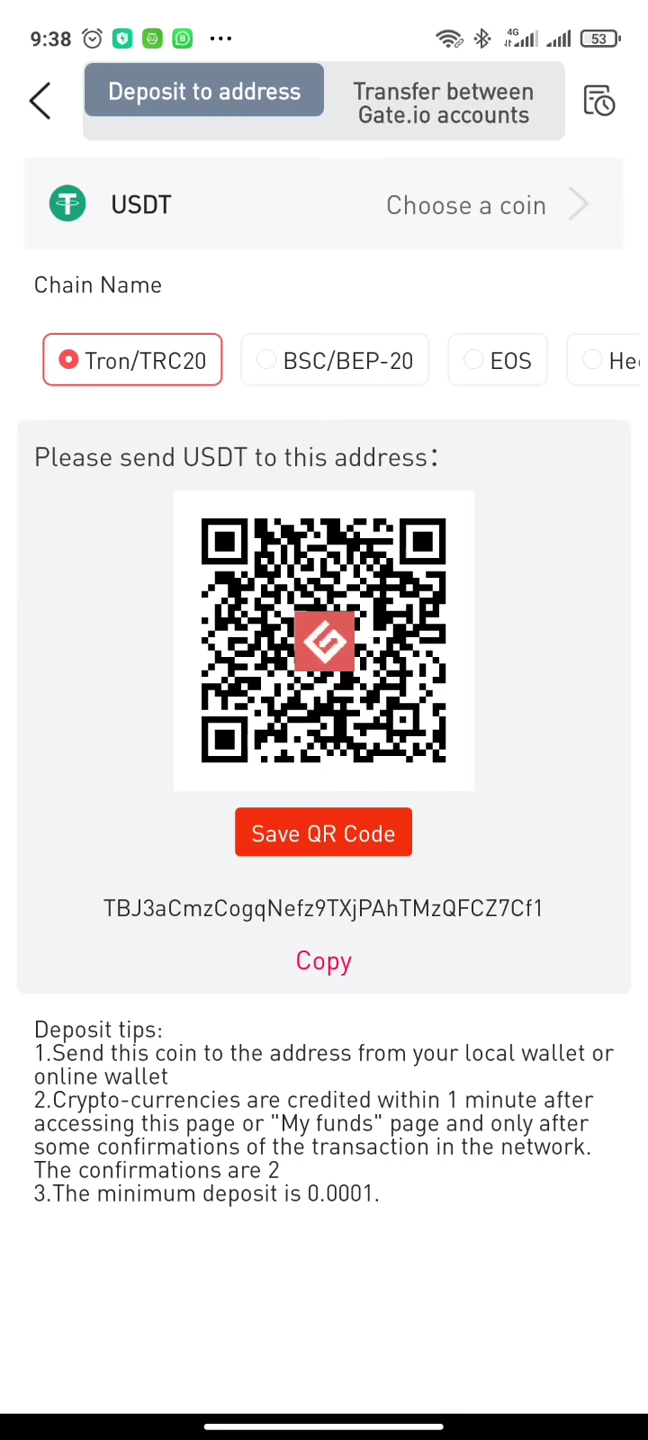 9:38
4G
53
Deposit to address
Transfer between
Gate.io accounts
USDT
Choose a coin
Chain Name
Tron/TRC20
BSC/BEP-20
EOS
Hec
Please send USDT to this address:
Save QR Code
TBJ3aCmzCogqNefz9TXjPAhTMzQFCZ7Cf1
Copy
Deposit tips:
1.Send this coin to the address from your local wallet or
online wallet
2.Crypto-currencies are credited within 1 minute after
accessing this page or "My funds" page and only after
some confirmations of the transaction in the network.
The confirmations are 2
3.The minimum deposit is 0.0001.